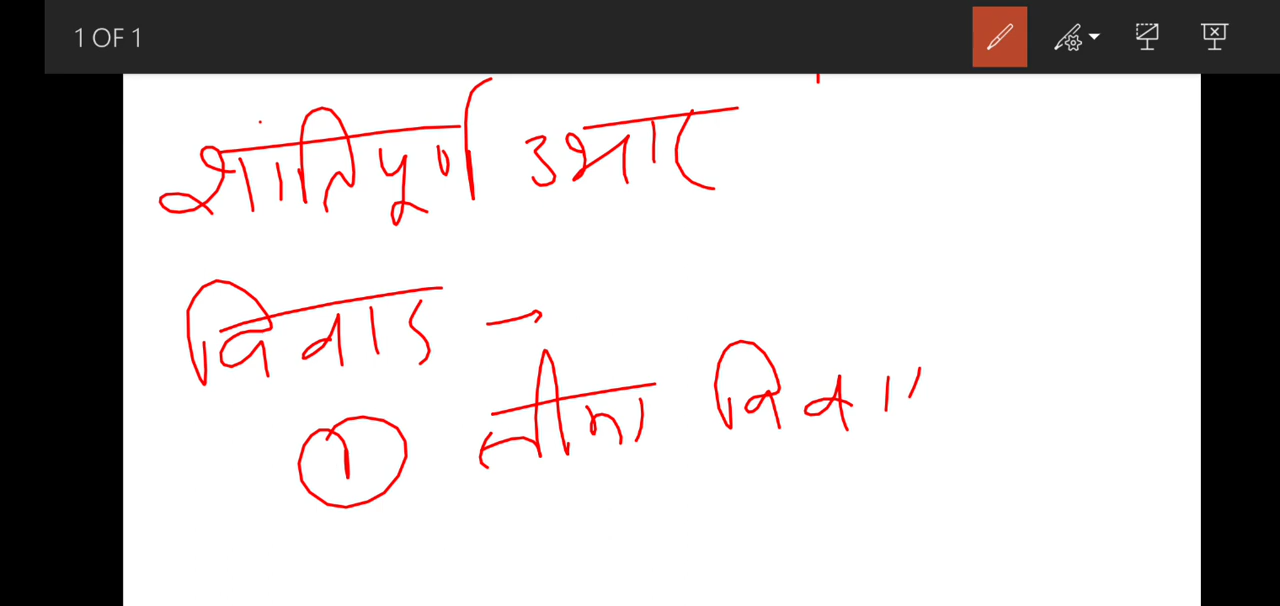 1 OF 1
शांतिपूर्ण उभार
विवाद →
① सीमा विवा